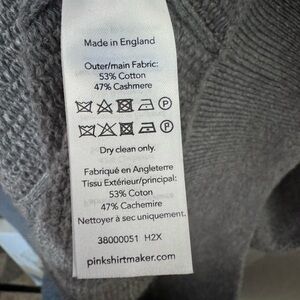 Made in England
Outer/main Fabric:
53% Cotton
47% Cashmere
P
P
Dry clean only.
Fabriqué en Angleterre
Tissu Extérieur/principal:
53% Coton
47% Cachemire
Nettoyer à sec uniquement.
38000051 H2X
pinkshirtmaker.com